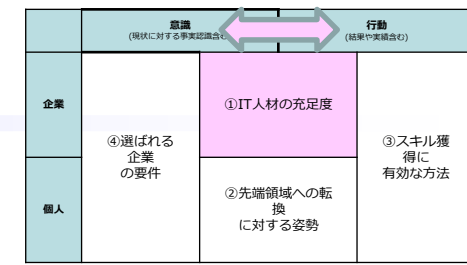 意識
(現状に対する事実認識含む
行動
(結果や実績含む)
企業
①IT人材の充足度
④選ばれる
企業
の要件
③スキル獲
得に
有効な方法
個人
②先端領域への転
換
に対する姿勢